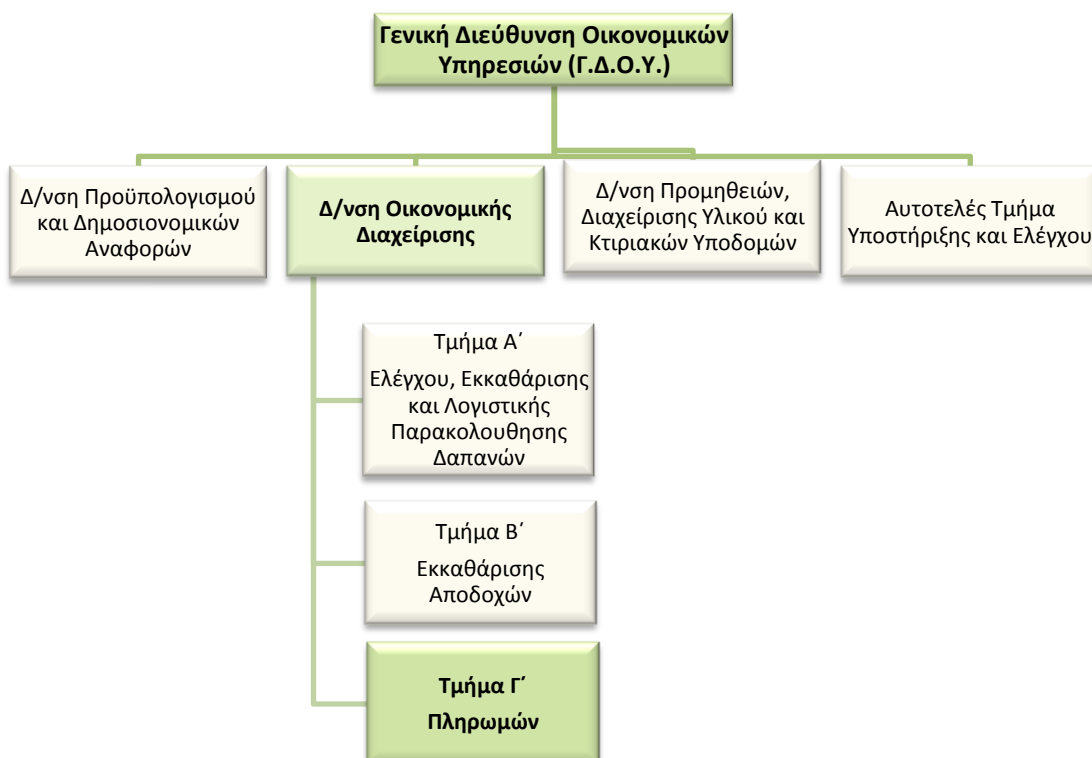 Γενική Διεύθυνση Οικονομικών
Υπηρεσιών (Γ.Δ.Ο.Υ.)
Δ/νση Προϋπολογισμού
και Δημοσιονομικών
Αναφορών
Δ/νση Οικονομικής
Διαχείρισης
Δ/νση Προμηθειών,
Διαχείρισης Υλικού και
Κτιριακών Υποδομών
Αυτοτελές Τμήμα
Υποστήριξης και Ελέγχου
Τμήμα Α΄
Ελέγχου, Εκκαθάρισης
και Λογιστικής
Παρακολουθησης
Δαπανών
Τμήμα Β΄
Εκκαθάρισης
Αποδοχών
Τμήμα Γ΄
Πληρωμών